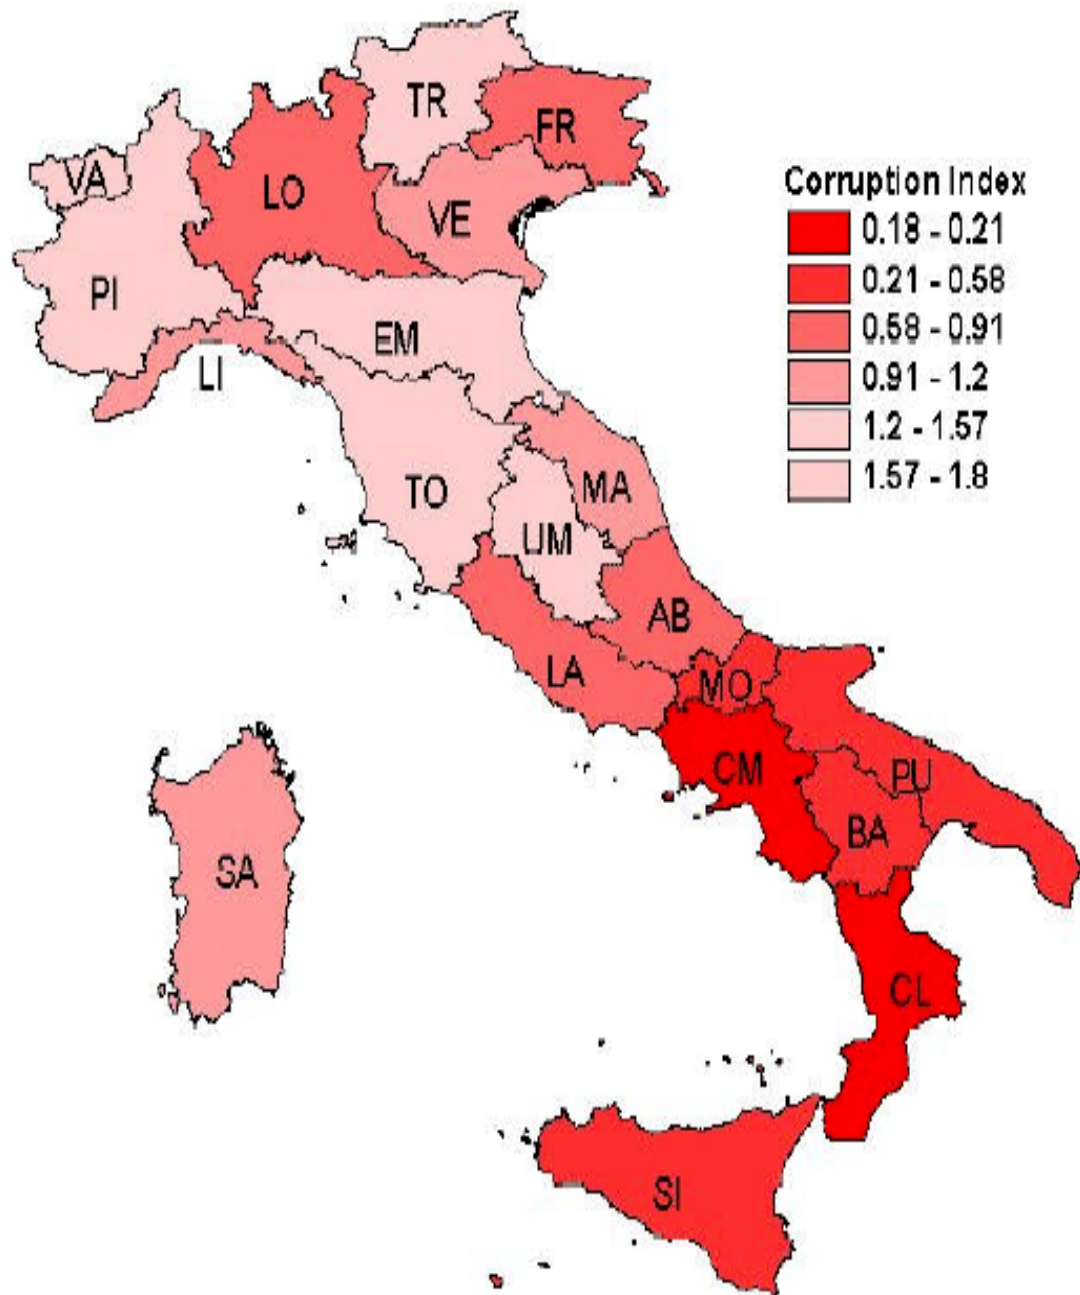 TR
FR
VA
LO
VE
PI
EM
LI
TO
MA
UM
AB
LA
MO
CM
PU
BA
SA
CL
SI
Corruption Index
0.18 - 0.21
0.21 - 0.58
0.58 - 0.91
0.91 - 1.2
1.2 - 1.57
1.57 - 1.8